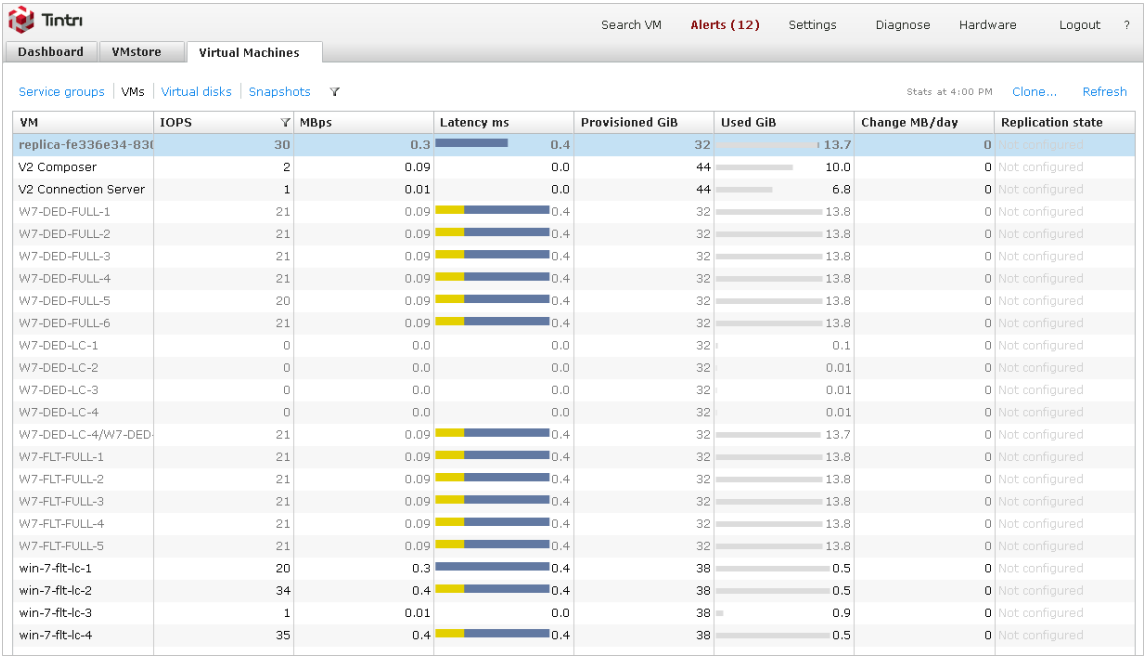 Tintri
Search VM Alerts (12) Settings Diagnose Hardware Logout ?
Dashboard VMstore Virtual Machines
Service groups VMs Virtual disks Snapshots Stats at 4:00 PM Clone... Refresh
VM IOPS MBps Latency ms Provisioned GiB Used GiB Change MB/day Replication state
replica-fe336e34-830 30 0.3 0.4 32 13.7 0 Not configured
V2 Composer 2 0.09 0.0 44 10.0 0 Not configured
V2 Connection Server 1 0.01 0.0 44 6.8 0 Not configured
W7-DED-FULL-1 21 0.09 0.4 32 13.8 0 Not configured
W7-DED-FULL-2 21 0.09 0.4 32 13.8 0 Not configured
W7-DED-FULL-3 21 0.09 0.4 32 13.8 0 Not configured
W7-DED-FULL-4 21 0.09 0.4 32 13.8 0 Not configured
W7-DED-FULL-5 20 0.09 0.4 32 13.8 0 Not configured
W7-DED-FULL-6 21 0.09 0.4 32 13.8 0 Not configured
W7-DED-LC-1 0 0.0 0.0 32 0.1 0 Not configured
W7-DED-LC-2 0 0.0 0.0 32 0.01 0 Not configured
W7-DED-LC-3 0 0.0 0.0 32 0.01 0 Not configured
W7-DED-LC-4 0 0.0 0.0 32 0.01 0 Not configured
W7-DED-LC-4/W7-DED- 21 0.09 0.4 32 13.7 0 Not configured
W7-FLT-FULL-1 21 0.09 0.4 32 13.8 0 Not configured
W7-FLT-FULL-2 21 0.09 0.4 32 13.8 0 Not configured
W7-FLT-FULL-3 21 0.09 0.4 32 13.8 0 Not configured
W7-FLT-FULL-4 21 0.09 0.4 32 13.8 0 Not configured
W7-FLT-FULL-5 21 0.09 0.4 32 13.8 0 Not configured
win-7-flt-lc-1 20 0.3 0.4 38 0.5 0 Not configured
win-7-flt-lc-2 34 0.4 0.4 38 0.5 0 Not configured
win-7-flt-lc-3 1 0.01 0.0 38 0.9 0 Not configured
win-7-flt-lc-4 35 0.4 0.4 38 0.5 0 Not configured